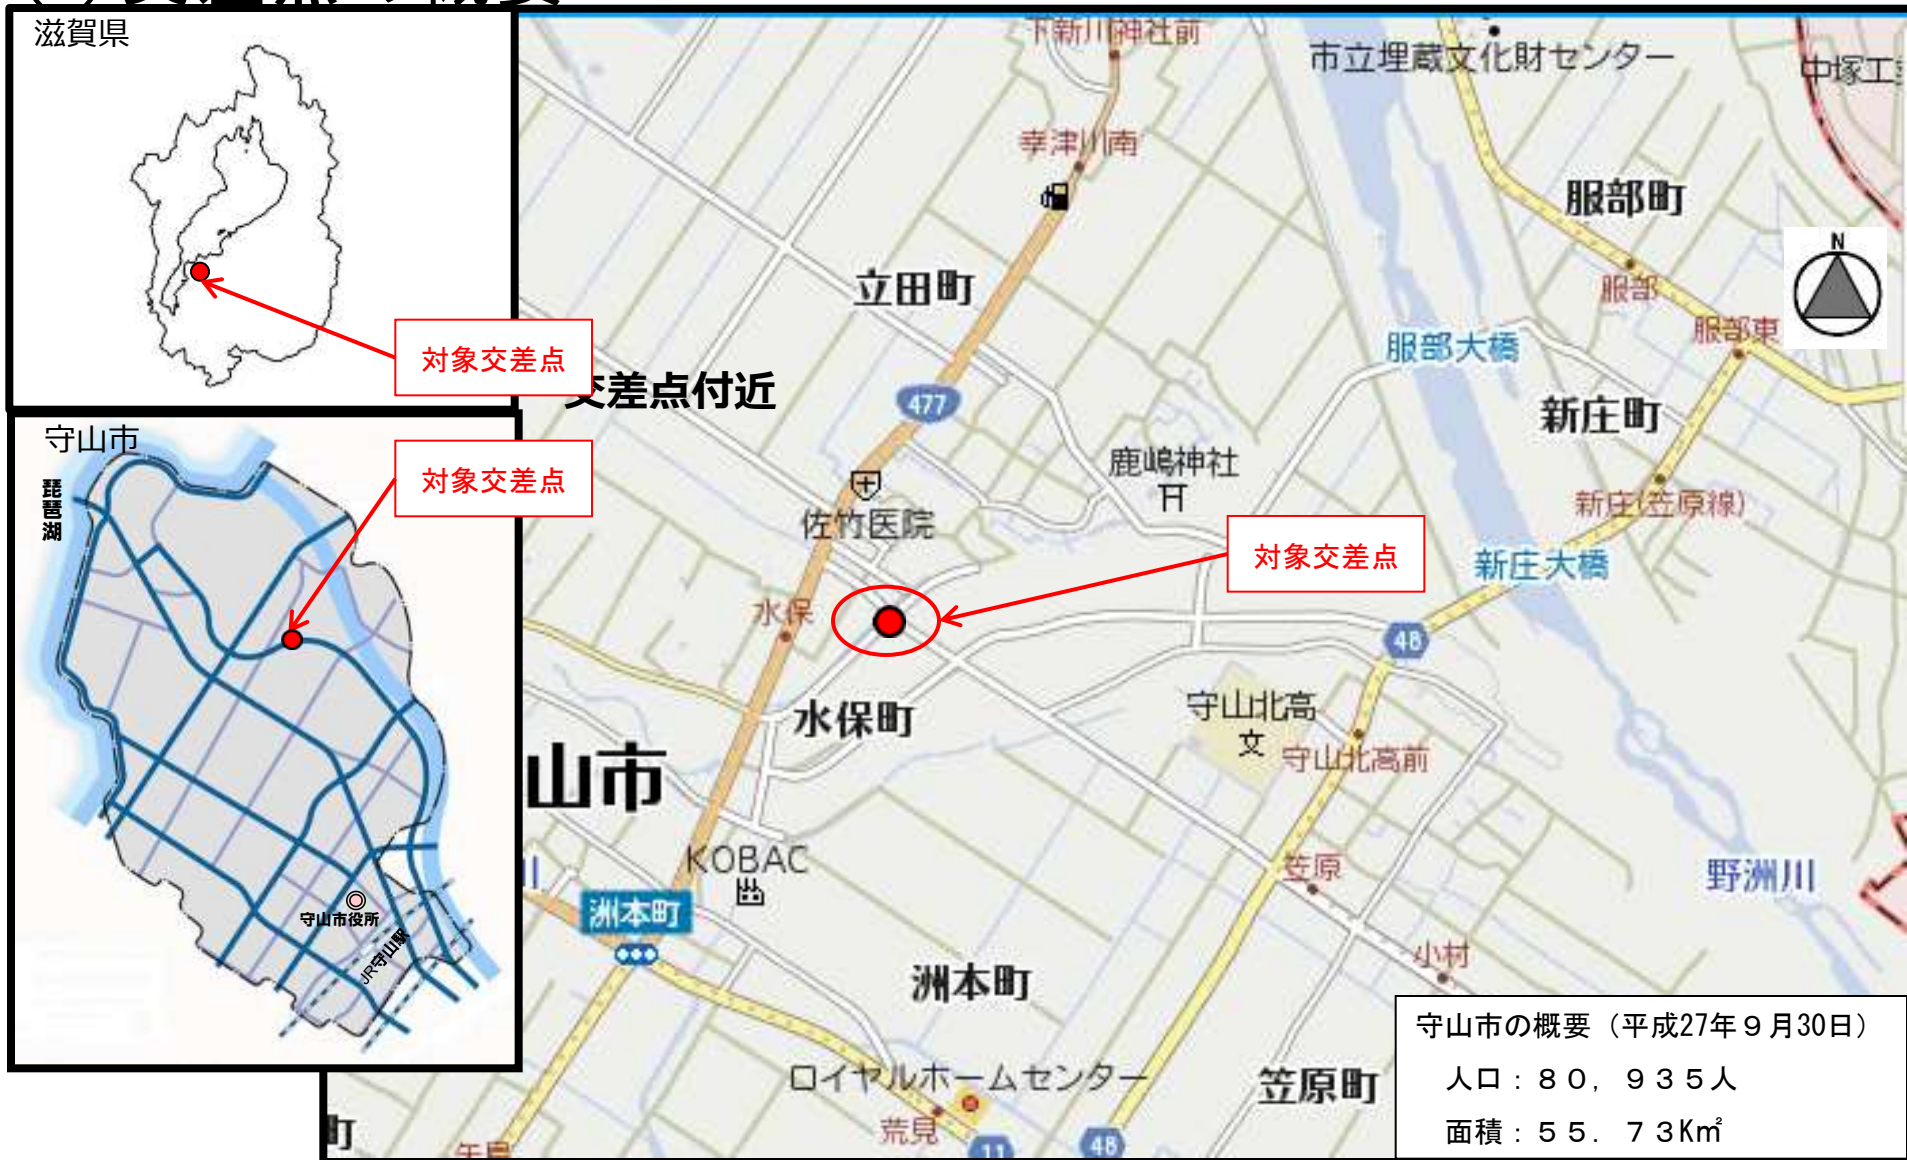 滋賀県
対象交差点
交差点付近
守山市
琵琶湖
対象交差点
守山市役所
JR守山駅
下新川神社前
市立埋蔵文化財センター
中塚工
幸津川南
服部町
N
立田町
服部
服部東
服部大橋
477
新庄町
鹿嶋神社
佐竹医院
新庄(笠原線)
対象交差点
新庄大橋
水保
48
守山北高
文
水保町
守山北高前
山市
KOBAC
笠原
野洲川
川
洲本町
小村
洲本町
ロイヤルホームセンター
笠原町
荒見
町
矢島
11
48
守山市の概要（平成27年９月30日）
人口：８０，９３５人
面積：５５．７３K㎡